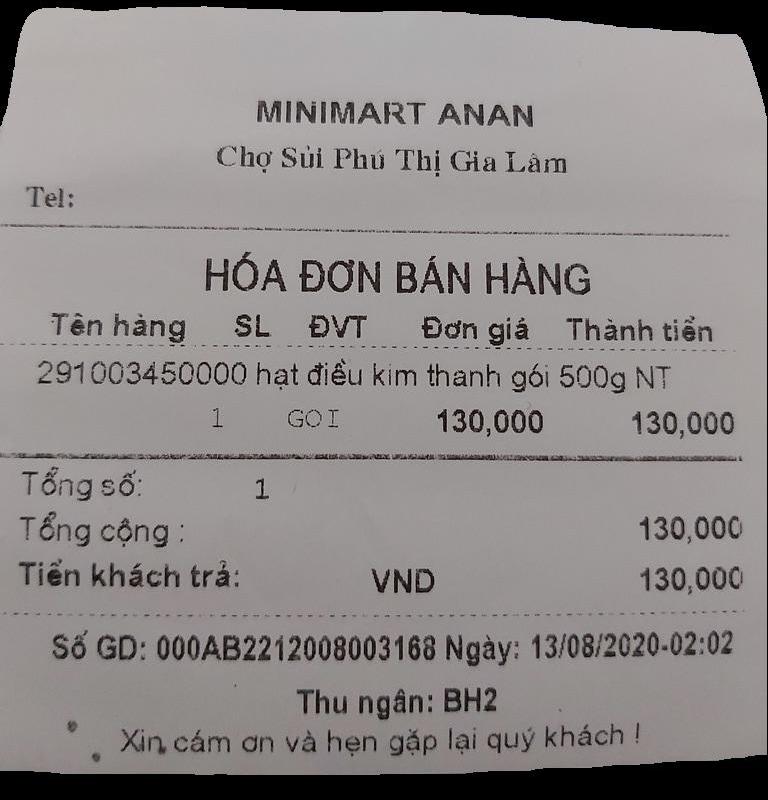 MINIMART ANAN
Chợ Sủi Phú Thị Gia Lâm
Tel:
HÓA ĐƠN BÁN HÀNG
Tên hàng SL ĐVT Đơn giá Thành tiền
291003450000 hạt điều kim thanh gói 500g NT
1 GOI 130,000 130,000
Tổng số: 1
Tổng cộng : 130,000
Tiền khách trả: VND 130,000
Số GD: 000AB2212008003168 Ngày: 13/08/2020-02:02
Thu ngân: BH2
Xin cám ơn và hẹn gặp lại quý khách !